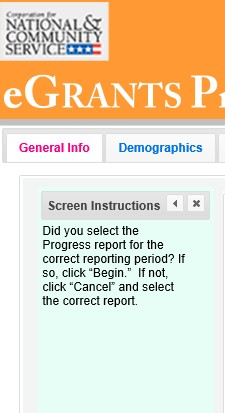 Corporation for
NATIONAL &
COMMUNITY
SERVICE
eGRANTS P
General Info
Demographics
Screen Instructions
Did you select the
Progress report for the
correct reporting period? If
so, click “Begin.”  If not,
click “Cancel” and select
the correct report.